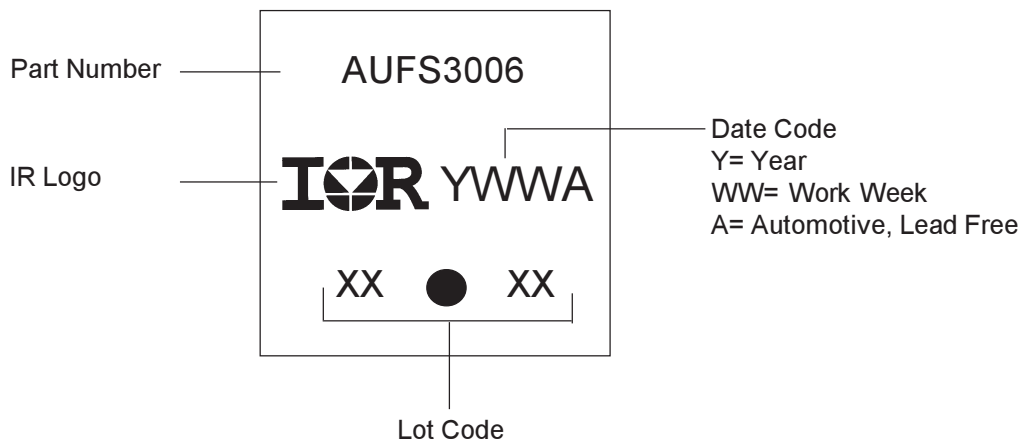 AUFS3006
Part Number
IR Logo
IOR YWWA
Date Code
Y= Year
WW= Work Week
A= Automotive, Lead Free
XX XX
Lot Code